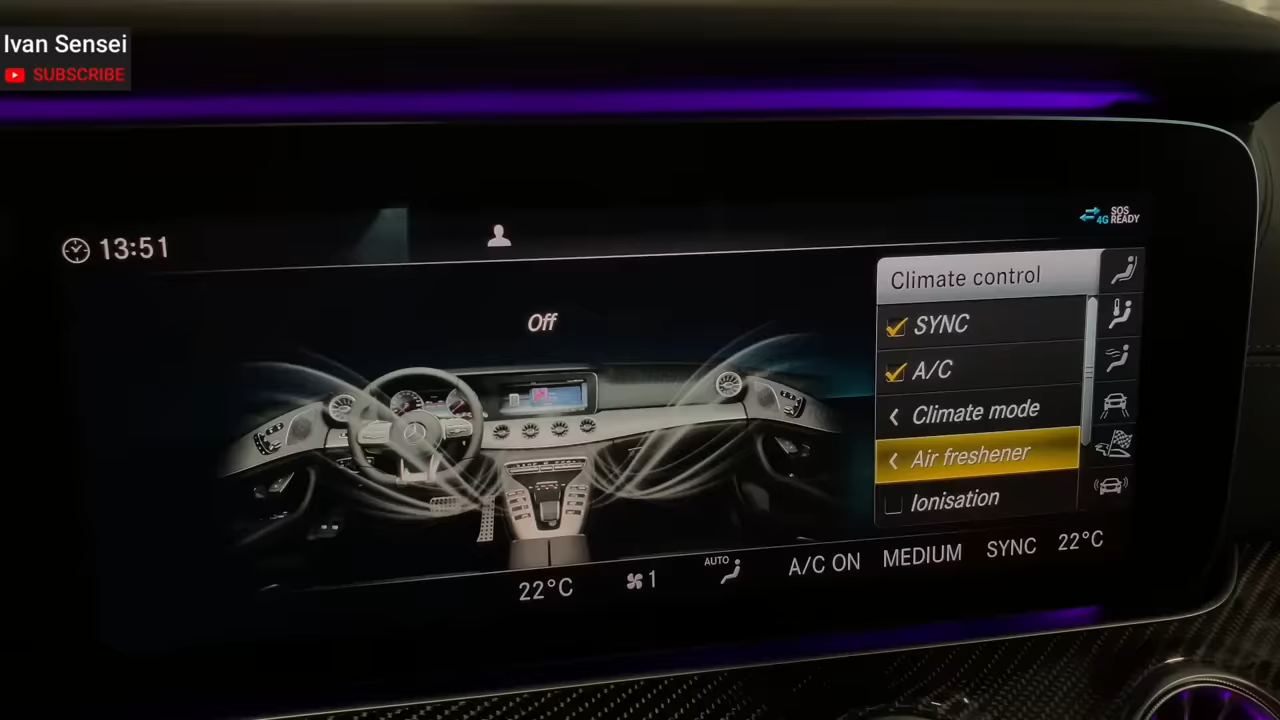 Ivan Sensei
SUBSCRIBE
13:51
4G
SOS
READY
Climate control
Off
SYNC
A/C
Climate mode
Air freshener
Ionisation
22°C
1
AUTO
A/C ON
MEDIUM
SYNC
22°C